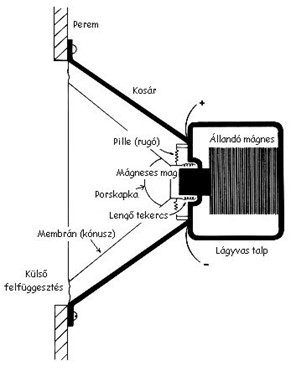 Perem
Kosár
+
Állandó mágnes
Pille (rugó)
Mágneses mag
Porskapka
Lengő tekercs
Membrán (kónusz)
Lágyvas talp
Külső
felfüggesztés
−